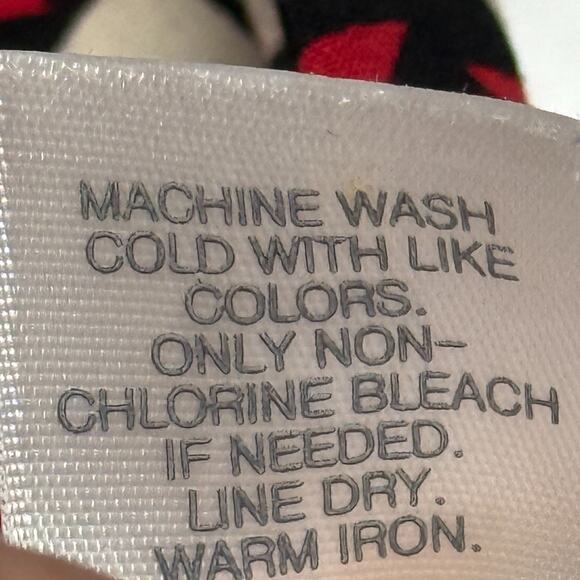 MACHINE WASH
COLD WITH LIKE
COLORS.
ONLY NON-
CHLORINE BLEACH
IF NEEDED.
LINE DRY.
WARM IRON.